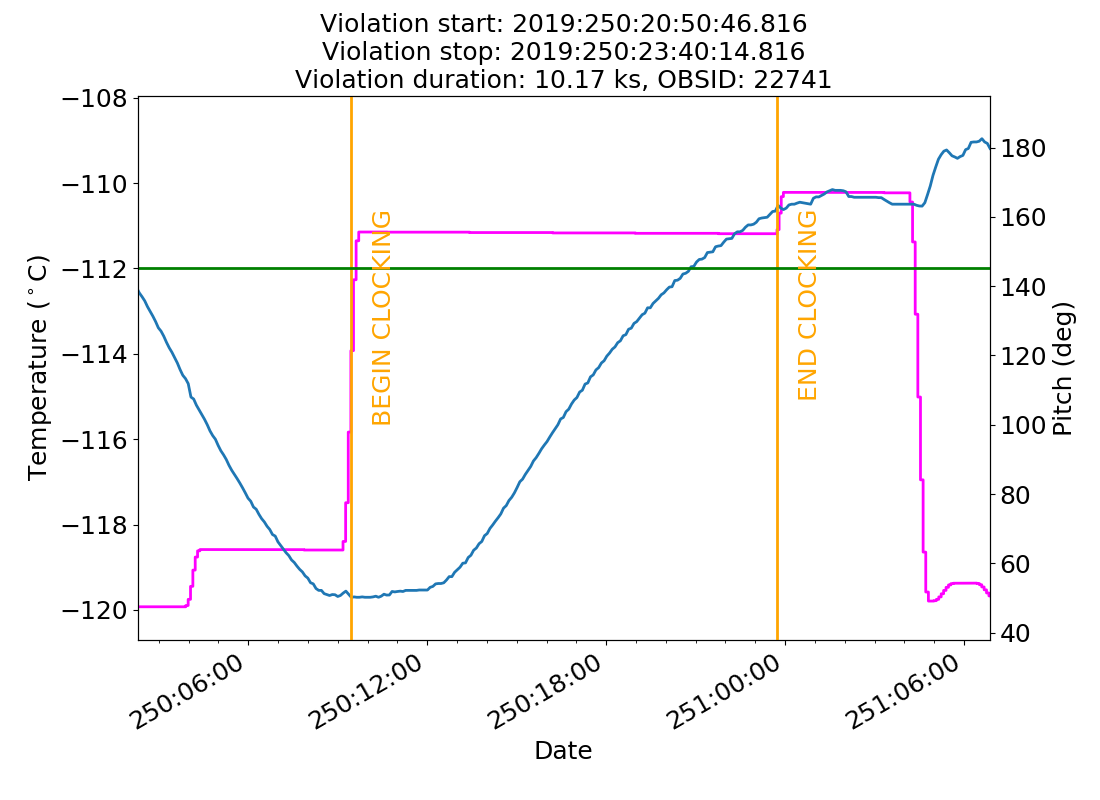 Violation start: 2019:250:20:50:46.816
Violation stop: 2019:250:23:40:14.816
Violation duration: 10.17 ks, OBSID: 22741
−108
−110
−112
−114
−116
−118
−120
Temperature (°C)
180
160
140
120
100
80
60
40
Pitch (deg)
BEGIN CLOCKING
END CLOCKING
250:06:00
250:12:00
250:18:00
251:00:00
251:06:00
Date